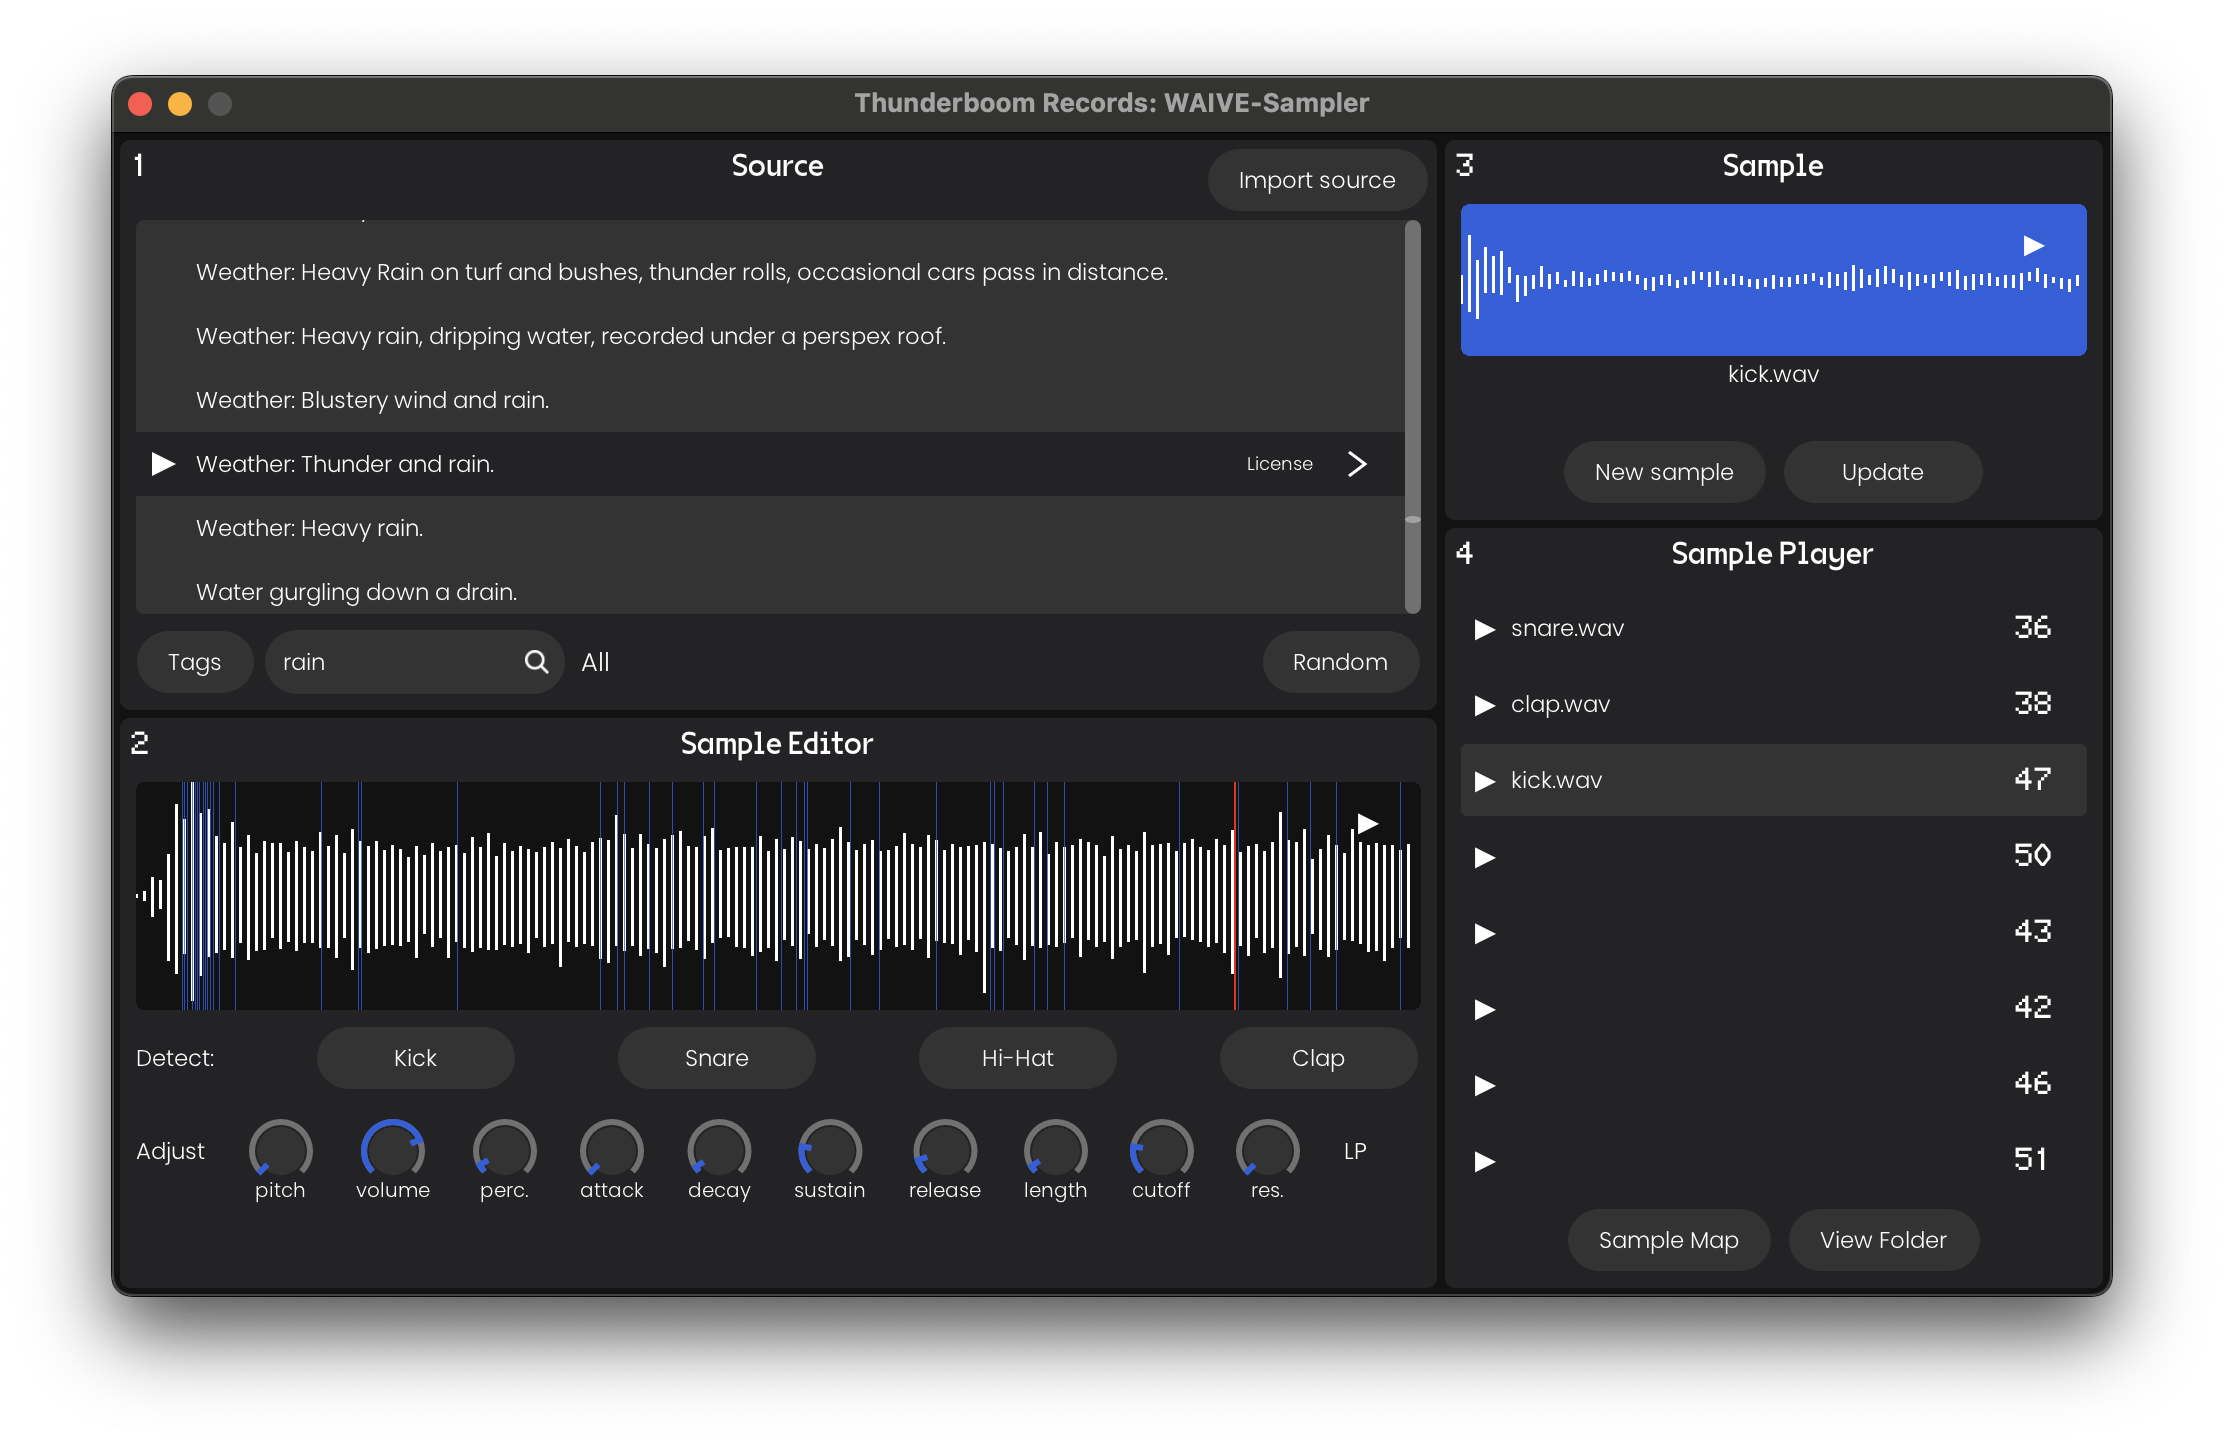 Thunderboom Records: WAIVE-Sampler
1
Source
Import source
Weather: Heavy Rain on turf and bushes, thunder rolls, occasional cars pass in distance.
Weather: Heavy rain, dripping water, recorded under a perspex roof.
Weather: Blustery wind and rain.
Weather: Thunder and rain.
License
Weather: Heavy rain.
Water gurgling down a drain.
Tags
rain
All
Random
2
Sample Editor
Detect:
Kick
Snare
Hi-Hat
Clap
Adjust
pitch
volume
perc.
attack
decay
sustain
release
length
cutoff
res.
LP
3
Sample
kick.wav
New sample
Update
4
Sample Player
snare.wav 36
clap.wav 38
kick.wav 47
50
43
42
46
51
Sample Map
View Folder